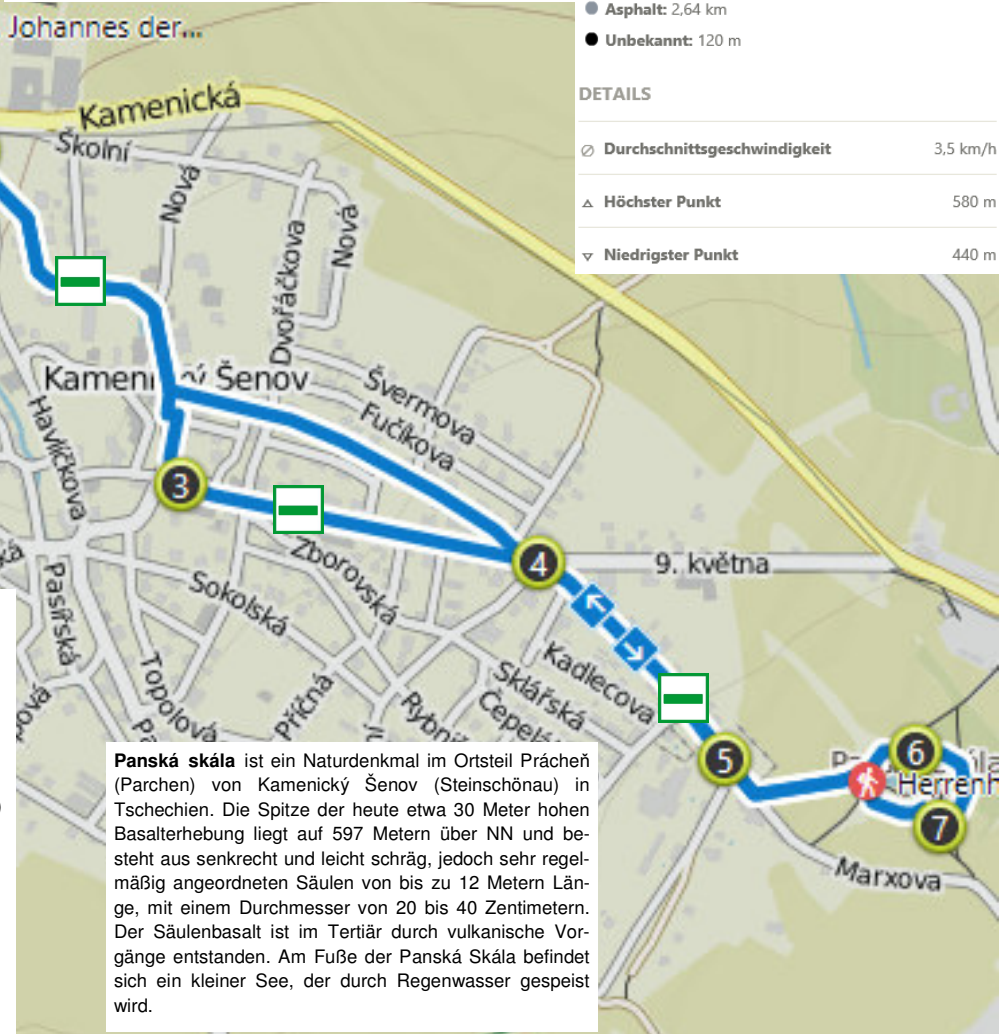 Johannes der...
Asphalt: 2,64 km
Unbekannt: 120 m
DETAILS
Durchschnittsgeschwindigkeit 3,5 km/h
Höchster Punkt 580 m
Niedrigster Punkt 440 m
Kamenická
Školní
Nová
Nová
Dvořáčkova
Kamenický Šenov
Švermova
Fučíkova
Havlíčkova
3
4
9. května
Zborovská
Sokolská
Pasířská
Kadlecova
Sklářská
Topolová
Příčná
5
6
7
Marxova
Panská skála ist ein Naturdenkmal im Ortsteil Prácheň
(Parchen) von Kamenický Šenov (Steinschönau) in
Tschechien. Die Spitze der heute etwa 30 Meter hohen
Basalterhebung liegt auf 597 Metern über NN und be-
steht aus senkrecht und leicht schräg, jedoch sehr regel-
mäßig angeordneten Säulen von bis zu 12 Metern Län-
ge, mit einem Durchmesser von 20 bis 40 Zentimetern.
Der Säulenbasalt ist im Tertiär durch vulkanische Vor-
gänge entstanden. Am Fuße der Panská Skála befindet
sich ein kleiner See, der durch Regenwasser gespeist
wird.